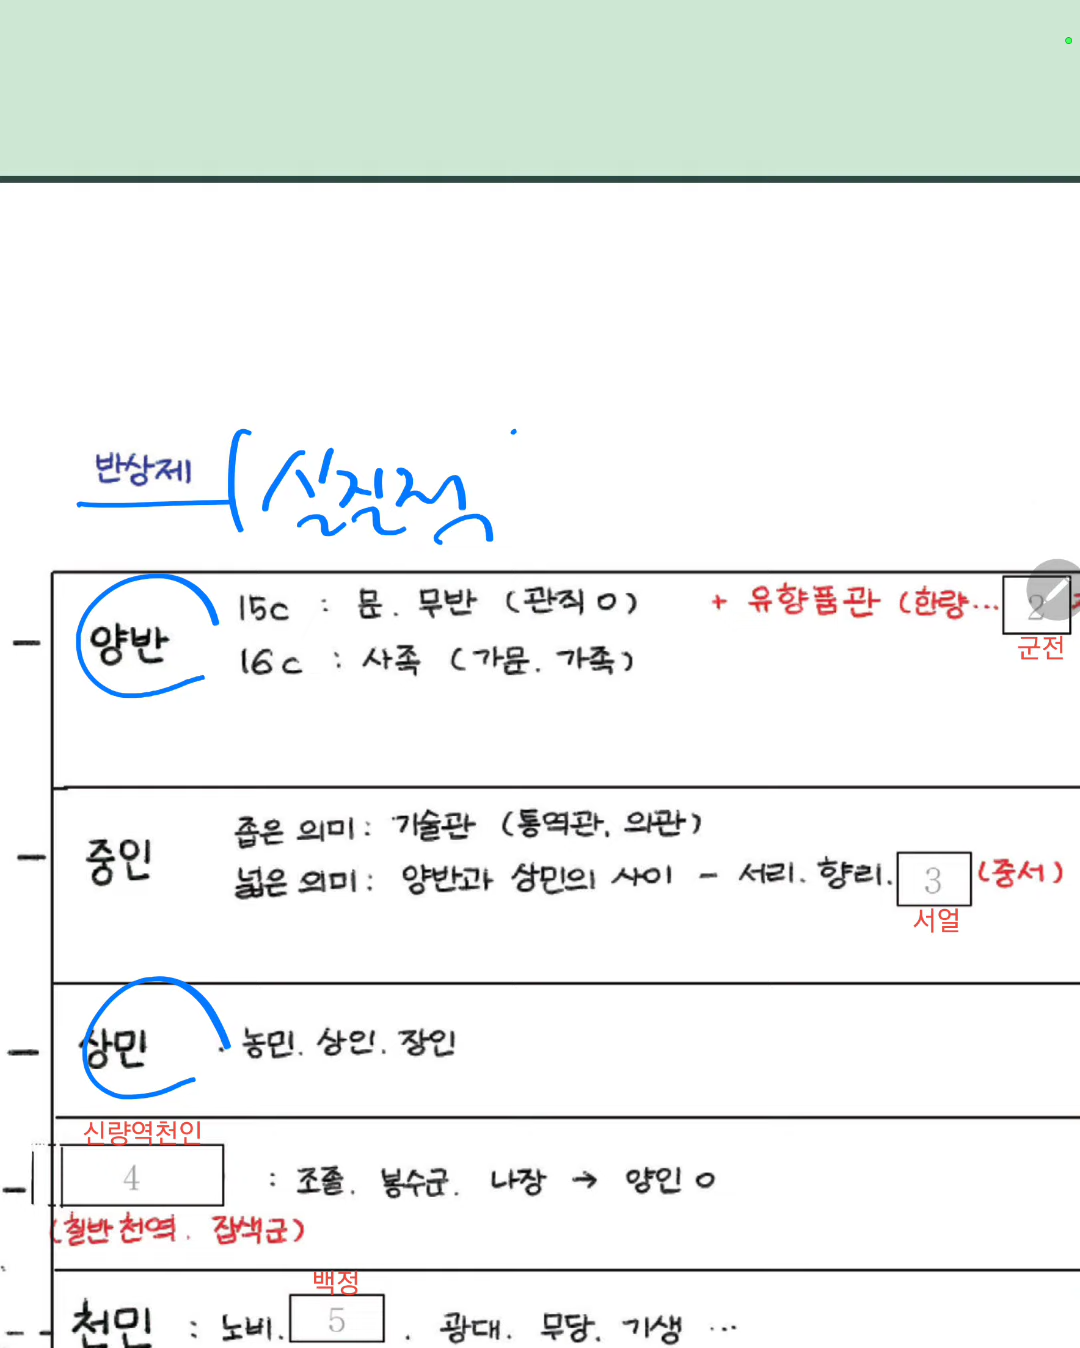 반상제 (실질적
양반 15c : 문. 무반 (관직 O) + 유향품관 (한량... 2
군전
16c : 사족 (가문. 가족)
중인 좁은 의미: 기술관 (통역관. 의관)
넓은 의미: 양반과 상민의 사이 - 서리. 향리. 3 (중서)
서얼
상민 . 농민. 상인. 장인
신량역천인
4 : 조졸. 봉수군. 나장 → 양인 O
(칠반천역. 잡색군)
백정
천민 : 노비. 5 . 광대. 무당. 기생 ...